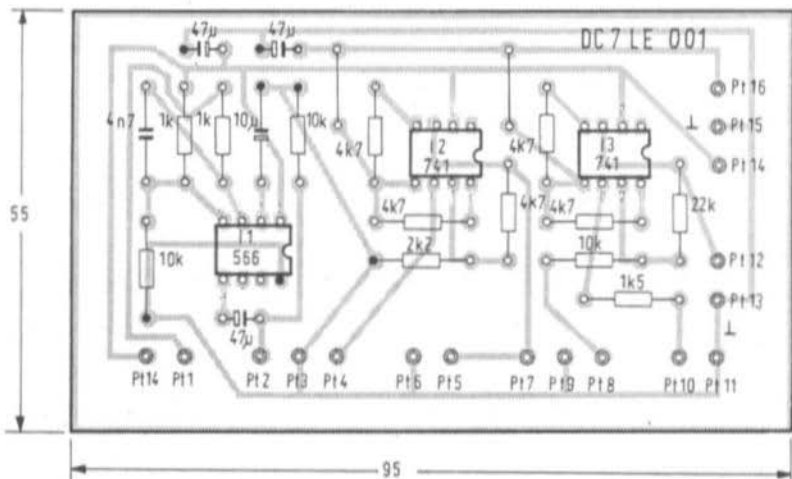 47µ 47µ DC7LE 001
Pt16
4n7 1k 1k 10µ 10k 4k7 I2 741 4k7 I3 741 ⊥ Pt15
Pt14
55 4k7 4k7 4k7 22k
I1 566 10k 2k2 10k Pt12
1k5 Pt13
47µ ⊥
Pt14 Pt1 Pt2 Pt3 Pt4 Pt6 Pt5 Pt7 Pt9 Pt8 Pt10 Pt11
95